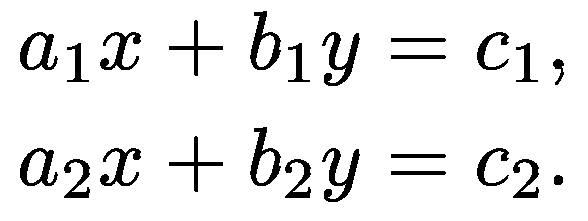 a₁x + b₁y = c₁,
a₂x + b₂y = c₂.